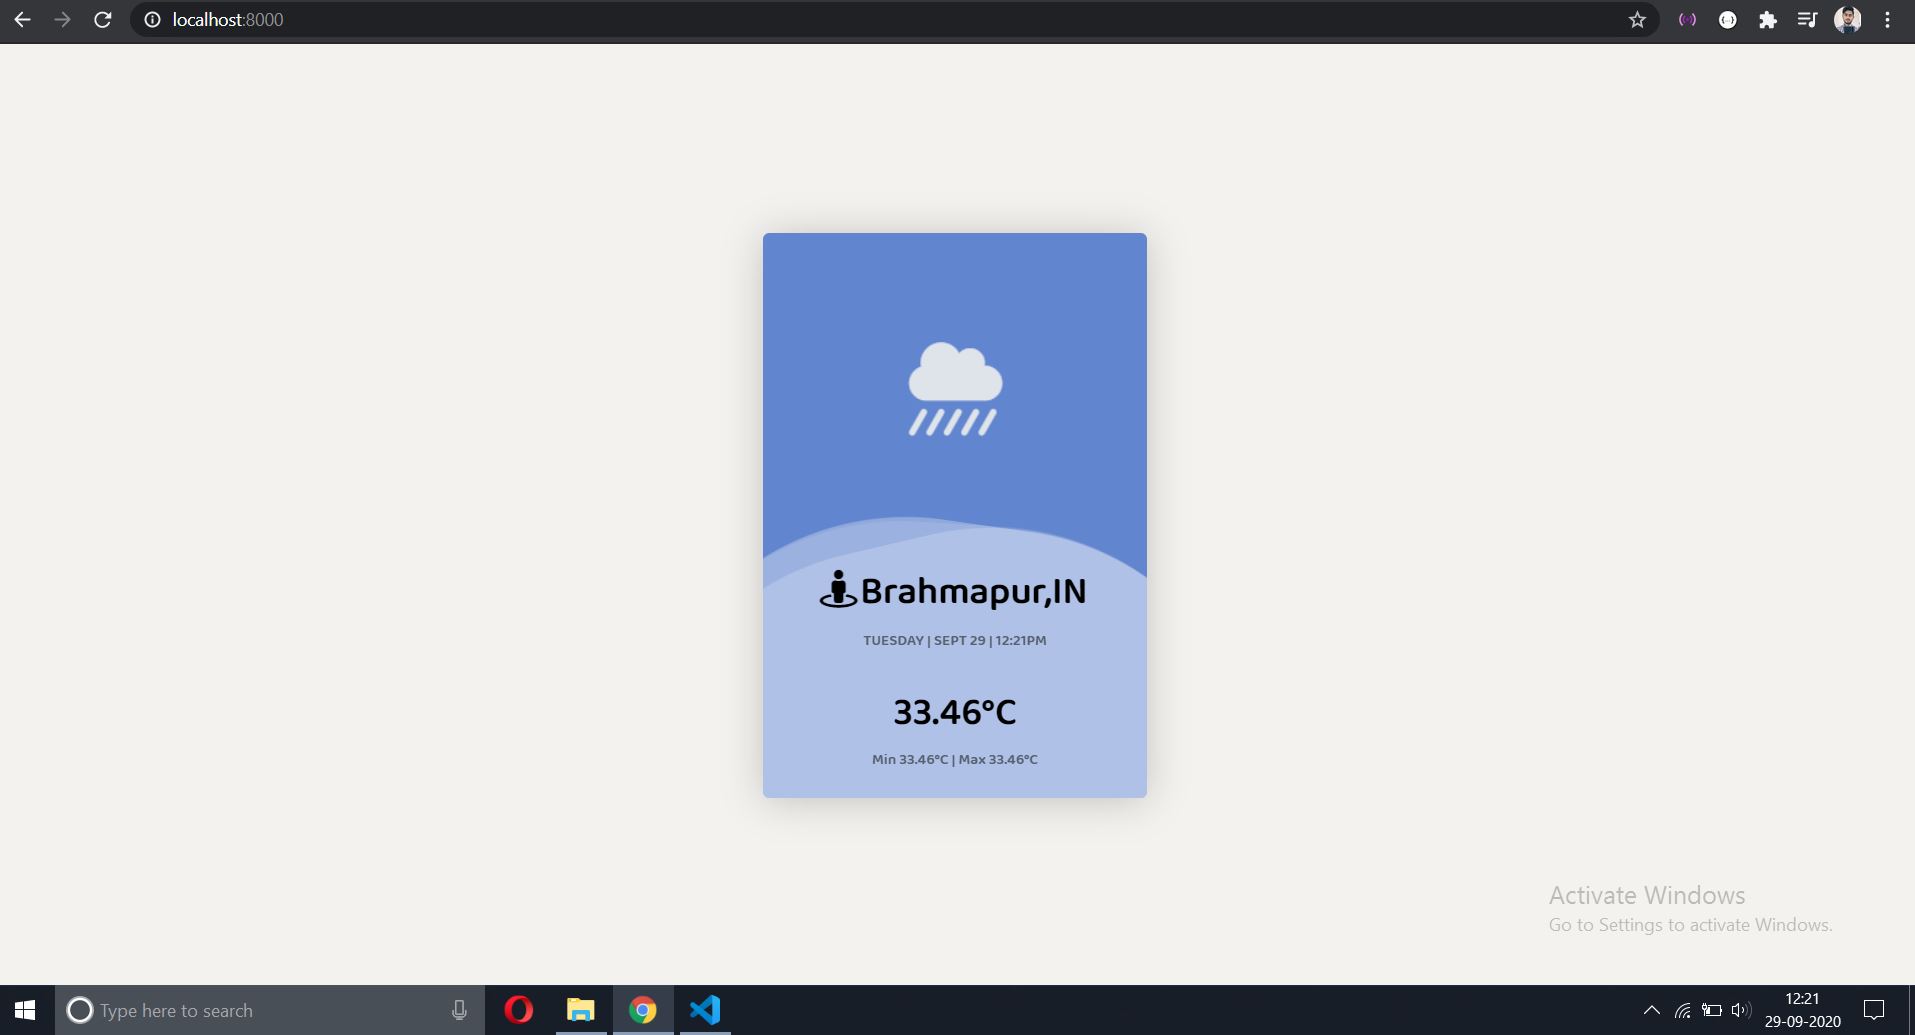 localhost:8000
Brahmapur,IN
TUESDAY | SEPT 29 | 12:21PM
33.46°C
Min 33.46°C | Max 33.46°C
Activate Windows
Go to Settings to activate Windows.
Type here to search
12:21
29-09-2020